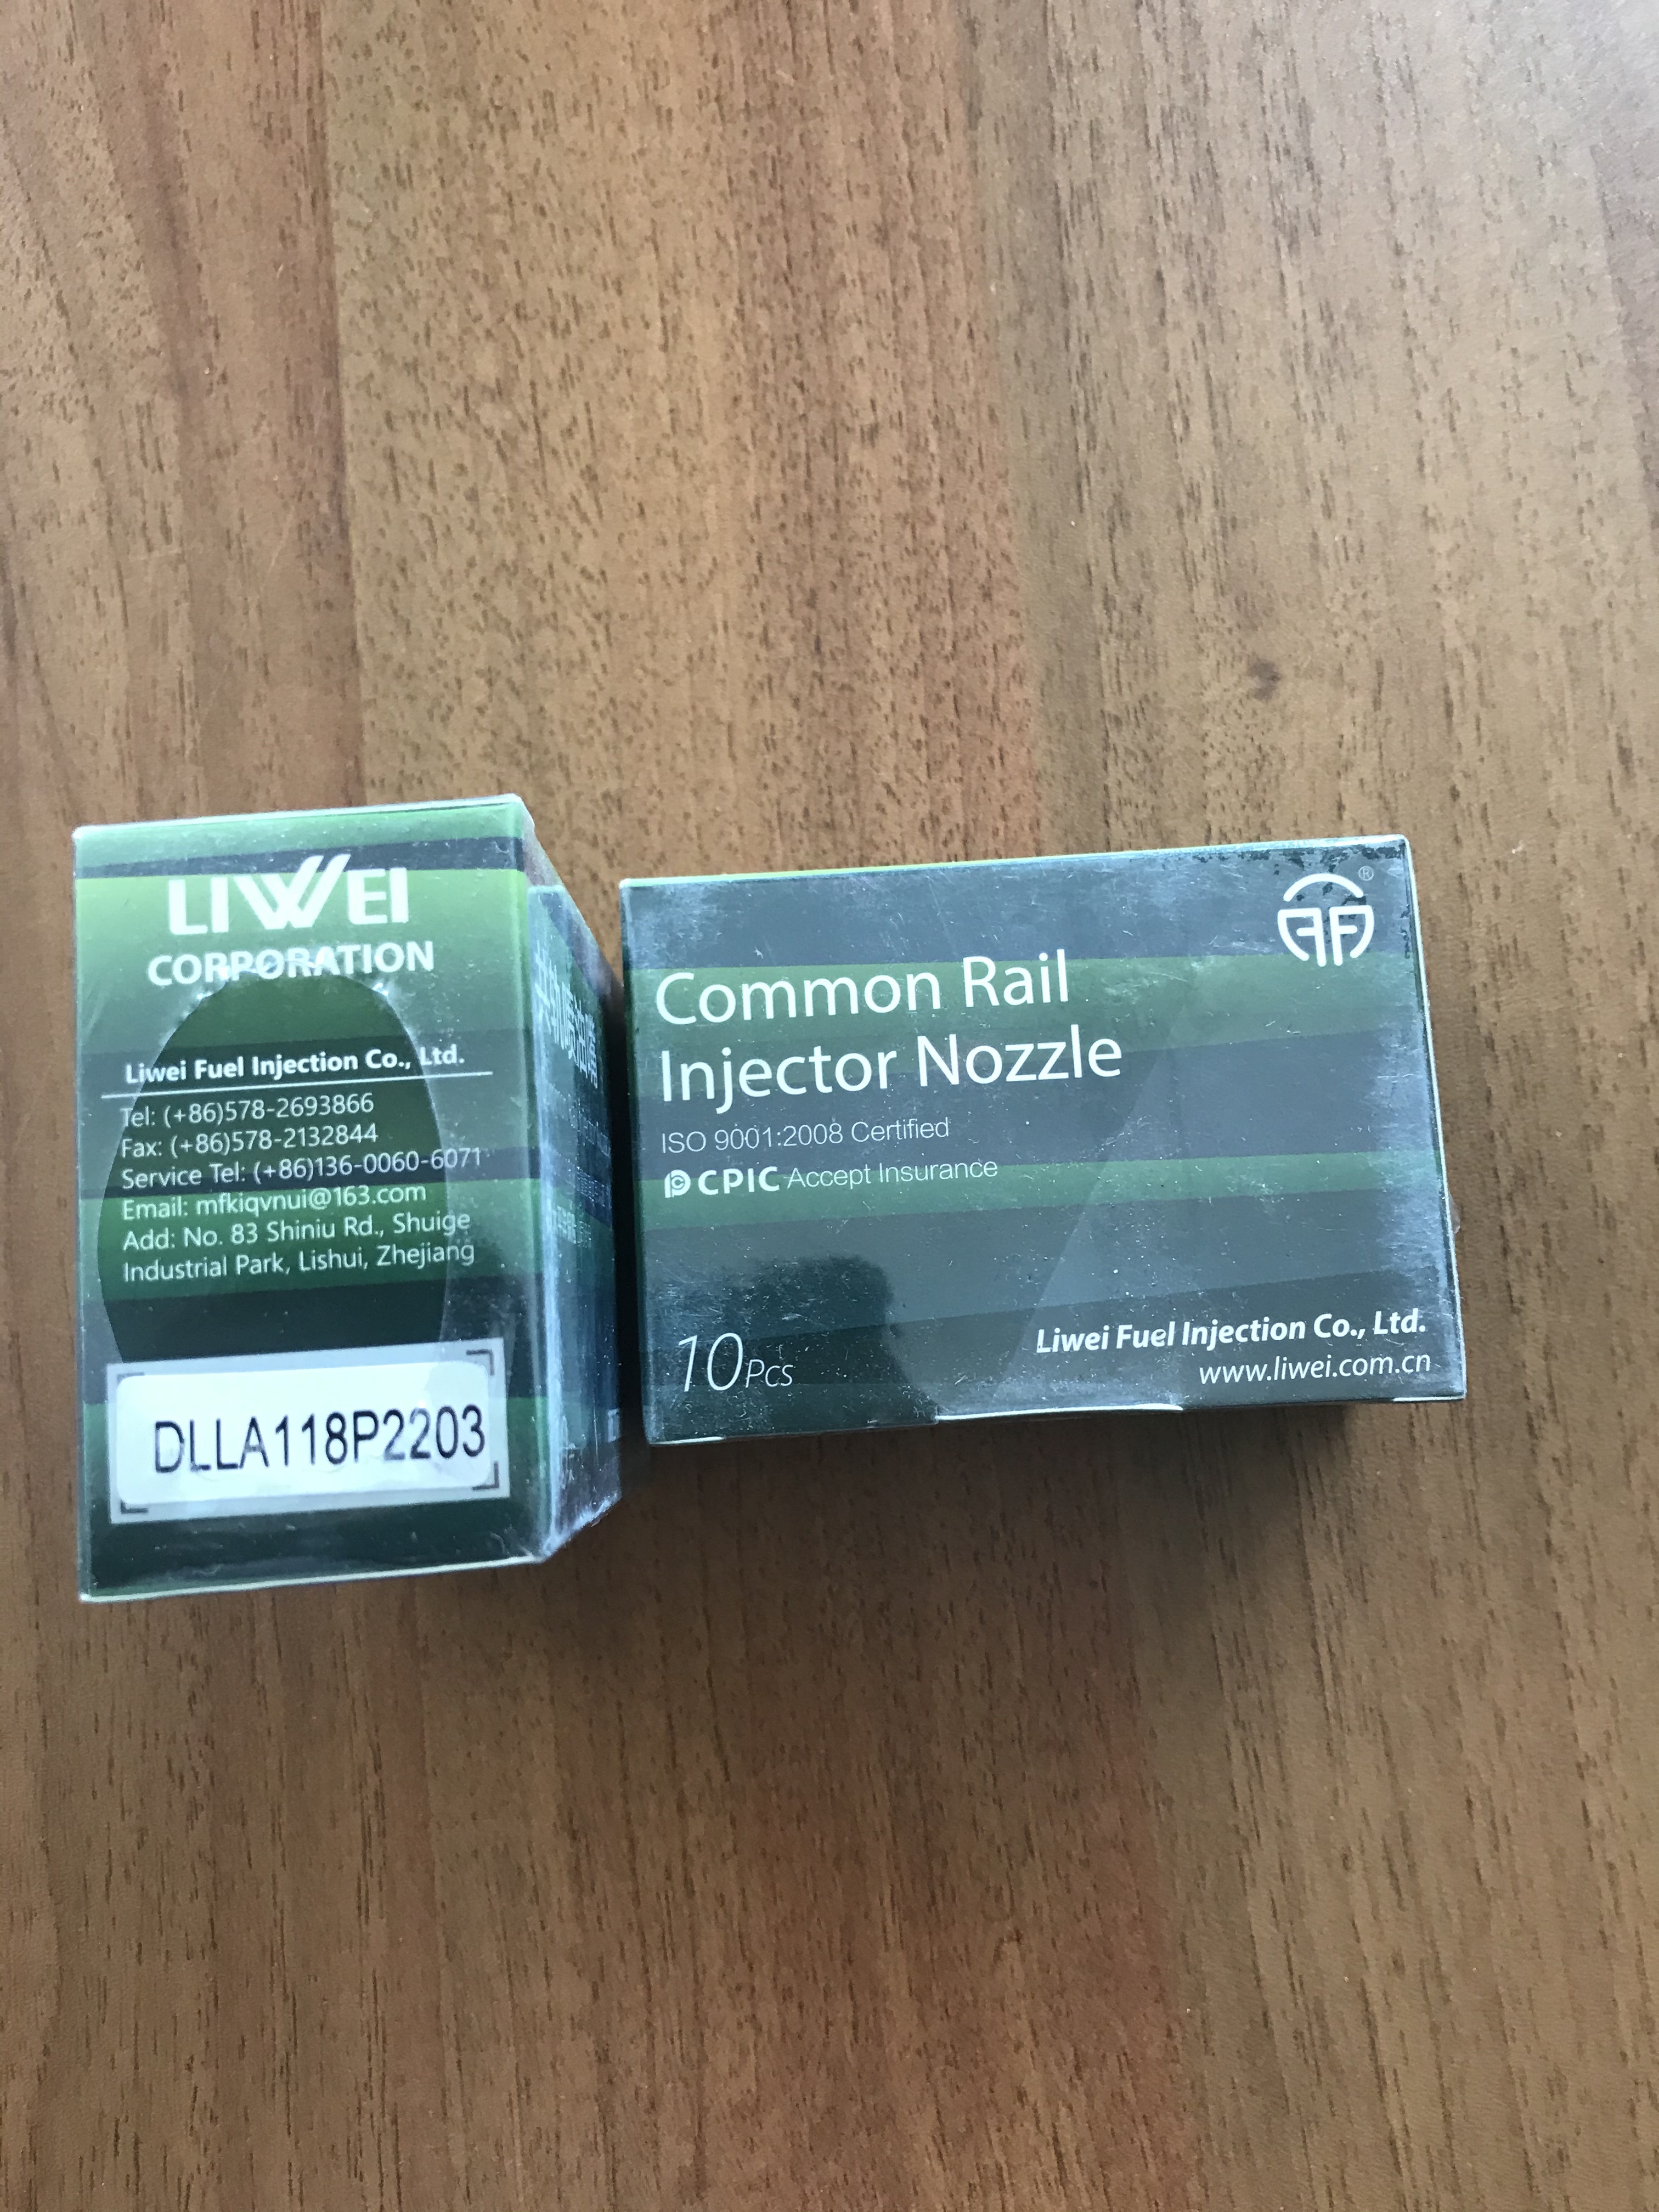 LIWEI
CORPORATION
Liwei Fuel Injection Co., Ltd.
Tel: (+86)578-2693866
Fax: (+86)578-2132844
Service Tel: (+86)136-0060-6071
Email: mfkiqvnui@163.com
Add: No. 83 Shiniu Rd., Shuige
Industrial Park, Lishui, Zhejiang
DLLA118P2203
Common Rail
Injector Nozzle
ISO 9001:2008 Certified
CPIC Accept Insurance
10 Pcs
Liwei Fuel Injection Co., Ltd.
www.liwei.com.cn
®